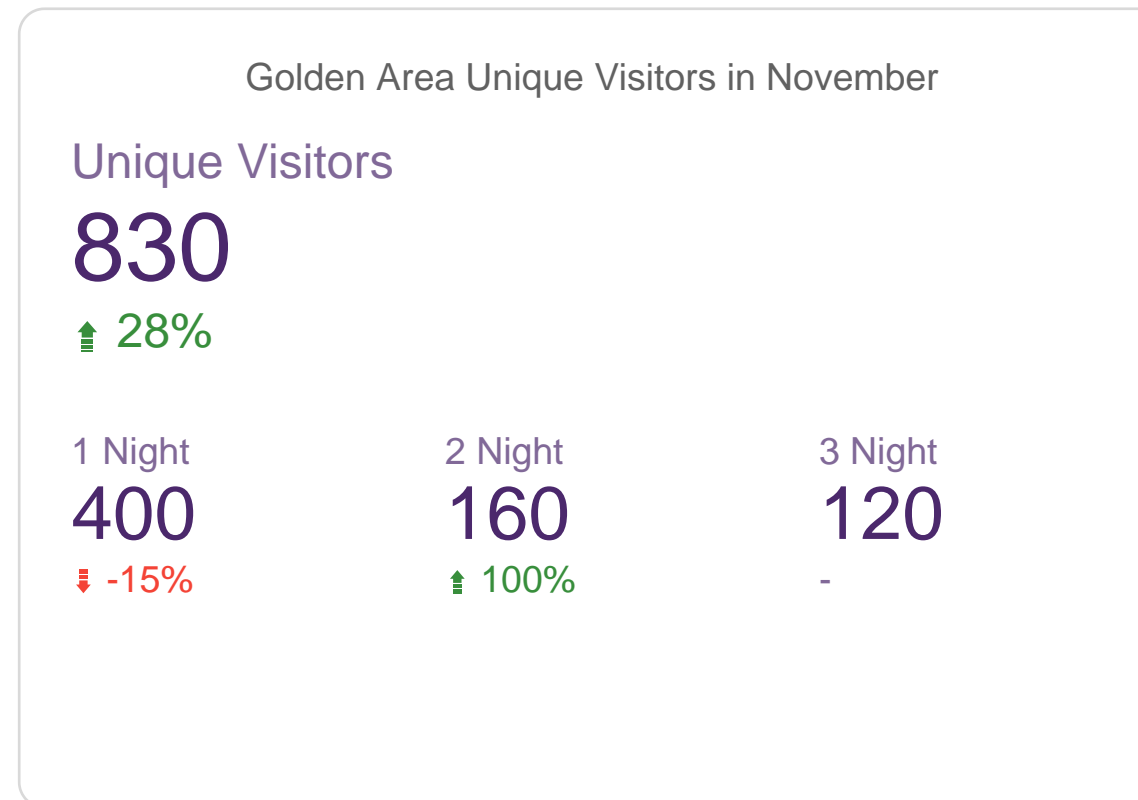 Golden Area Unique Visitors in November
Unique Visitors
830
28%
1 Night 2 Night 3 Night
400 160 120
-15% 100% -